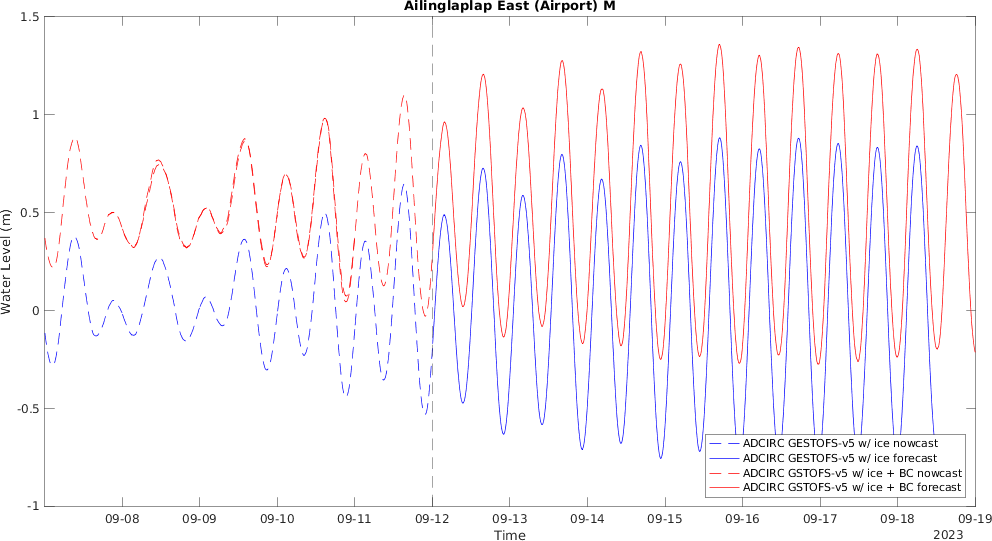 Ailinglaplap East (Airport) M
Water Level (m)
1.5
1
0.5
0
-0.5
-1
ADCIRC GESTOFS-v5 w/ ice nowcast
ADCIRC GESTOFS-v5 w/ ice forecast
ADCIRC GSTOFS-v5 w/ ice + BC nowcast
ADCIRC GSTOFS-v5 w/ ice + BC forecast
09-08 09-09 09-10 09-11 09-12 09-13 09-14 09-15 09-16 09-17 09-18 09-19
Time
2023